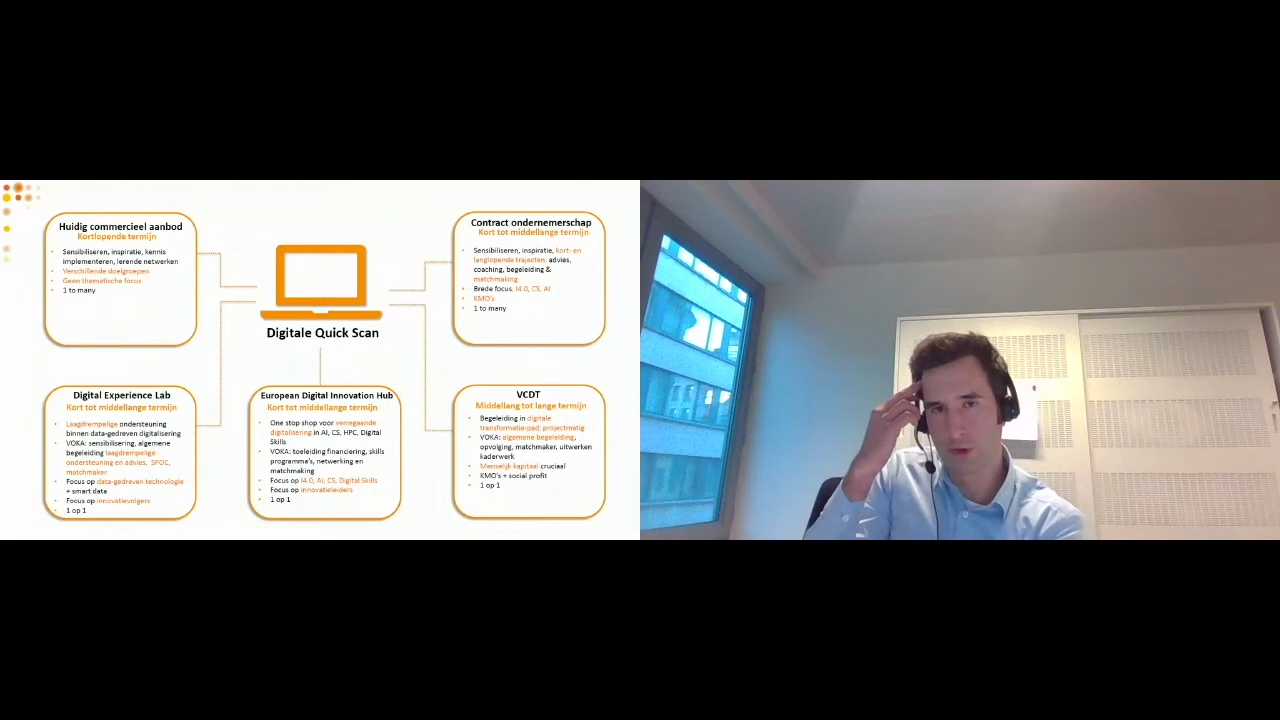 Huidig commercieel aanbod
Kortlopende termijn
• Sensibiliseren, inspiratie, kennis
implementeren, lerende netwerken
• Verschillende doelgroepen
• Geen thematische focus
• 1 to many
Contract ondernemerschap
Kort tot middellange termijn
• Sensibiliseren, inspiratie, kort- en
langlopende trajecten, advies,
coaching, begeleiding &
matchmaking
• Brede focus, I4.0, CS, AI
• KMO's
• 1 to many
Digitale Quick Scan
Digital Experience Lab
Kort tot middellange termijn
• Laagdrempelige ondersteuning
binnen data-gedreven digitalisering
• VOKA: sensibilisering, algemene
begeleiding laagdrempelige
ondersteuning en advies, SPOC,
matchmaker
• Focus op data-gedreven technologie
+ smart data
• Focus op innovatievolgers
• 1 op 1
European Digital Innovation Hub
Kort tot middellange termijn
• One stop shop voor verregaande
digitalisering in AI, CS, HPC, Digital
Skills
• VOKA: toeleiding financiering, skills
programma's, netwerking en
matchmaking
• Focus op I4.0, AI, CS, Digital Skills
• Focus op innovatieleiders
• 1 op 1
VCDT
Middellang tot lange termijn
• Begeleiding in digitale
transformatie-pad; projectmatig
• VOKA: algemene begeleiding,
opvolging, matchmaker, uitwerken
kaderwerk
• Menselijk kapitaal cruciaal
• KMO's + social profit
• 1 op 1